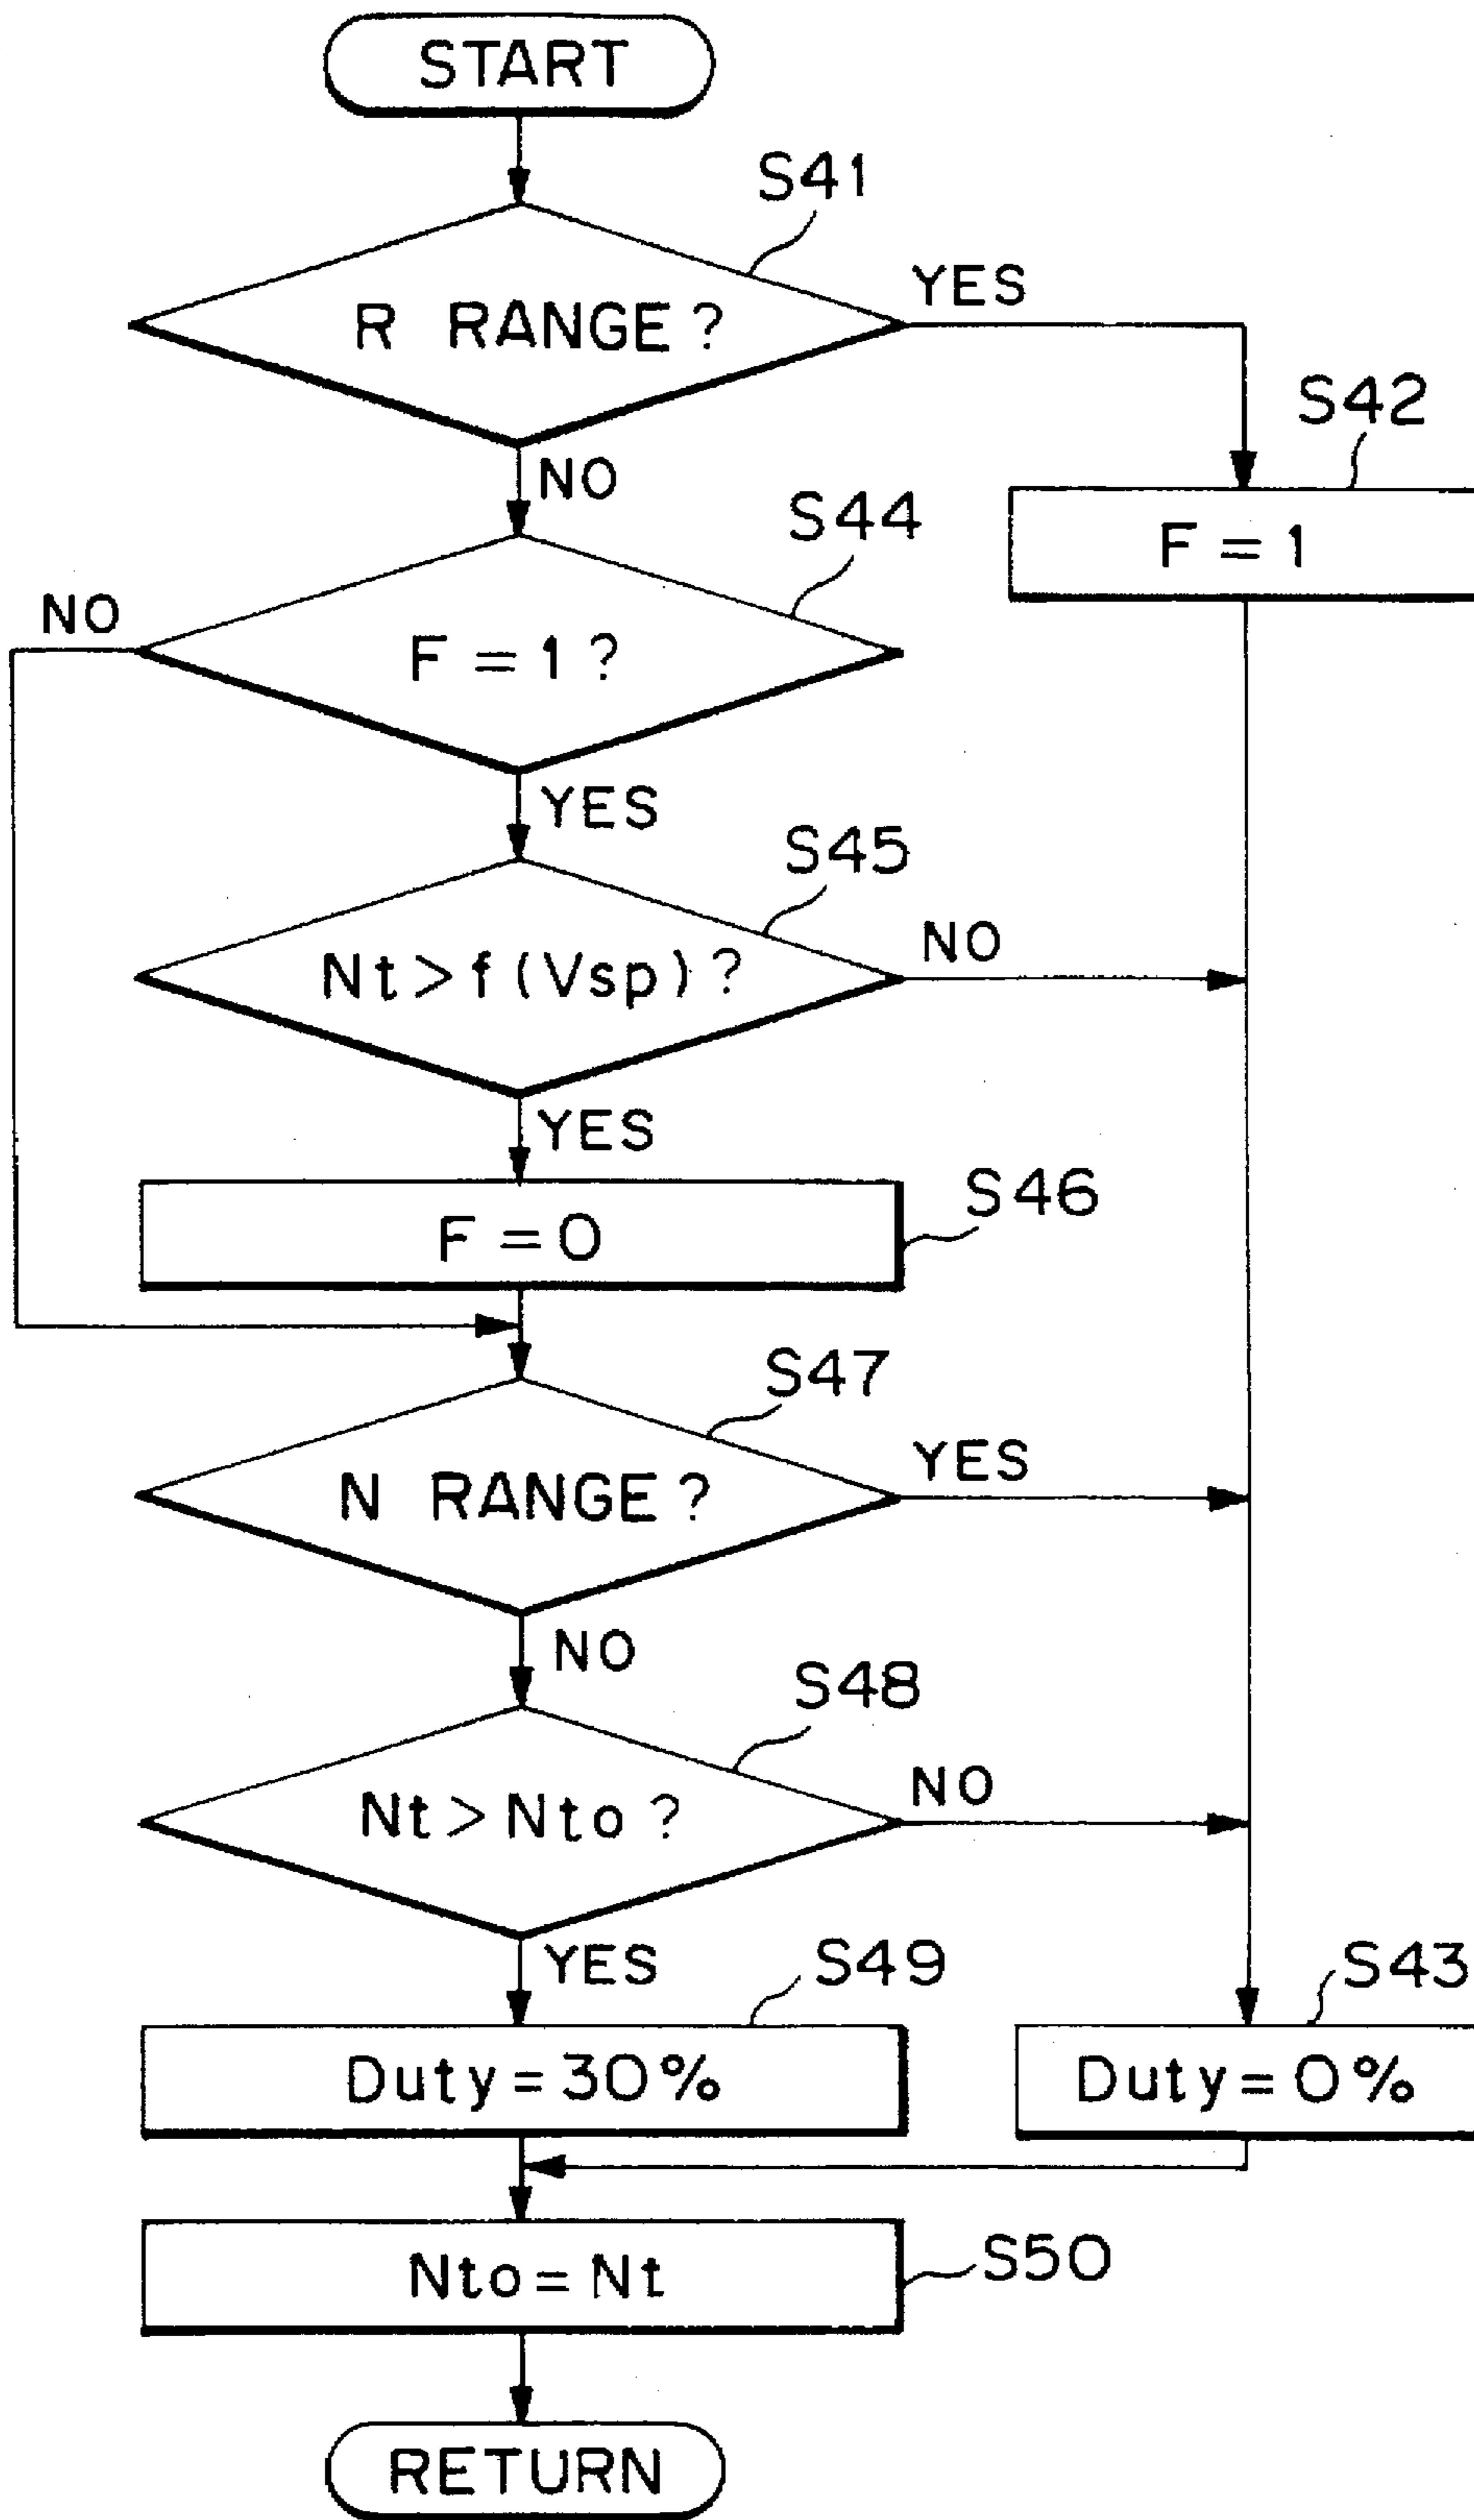 START
S41
R RANGE?
YES
S42
F=1
NO
S44
NO
F=1?
YES
S45
Nt>f(Vsp)?
NO
YES
S46
F=0
S47
N RANGE?
YES
NO
S48
Nt>Nto?
NO
YES
S49
S43
Duty=30%
Duty=0%
Nto=Nt
S50
RETURN